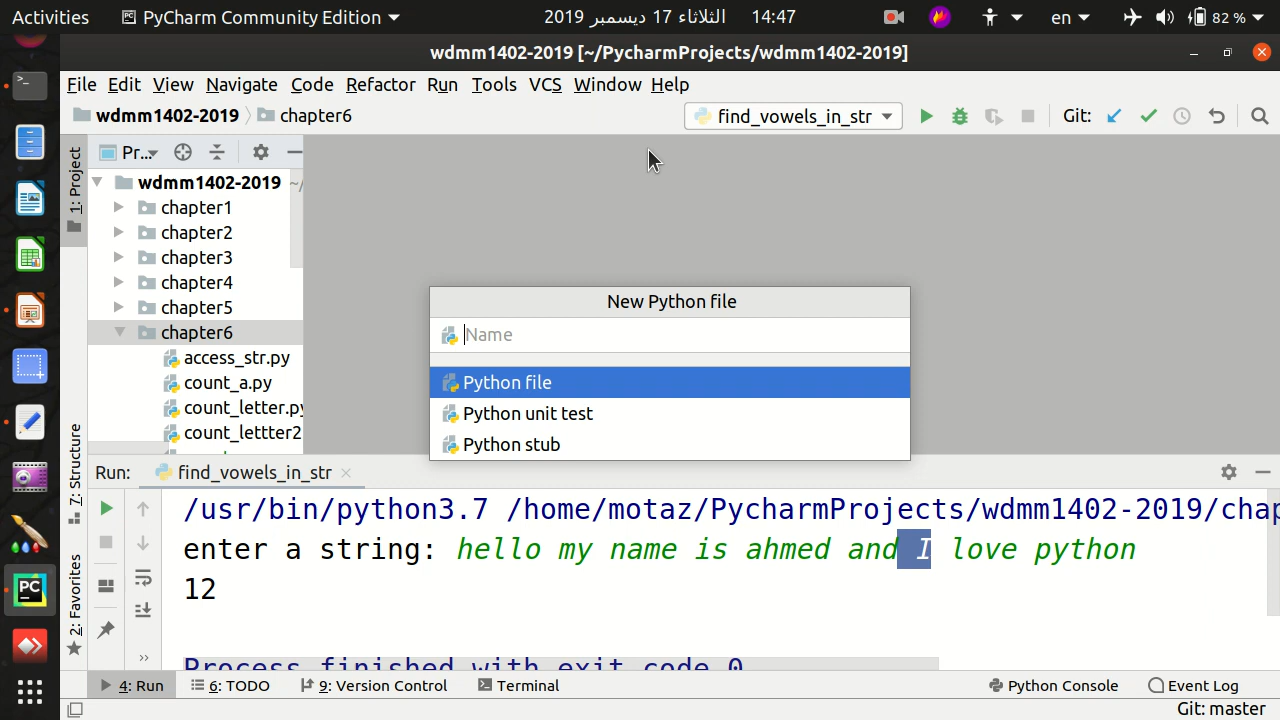 Activities PyCharm Community Edition الثلاثاء 17 ديسمبر 2019 14:47 en 82 %
wdmm1402-2019 [~/PycharmProjects/wdmm1402-2019]
File Edit View Navigate Code Refactor Run Tools VCS Window Help
wdmm1402-2019 chapter6 find_vowels_in_str Git:
1: Project
Pr...
wdmm1402-2019 ~/
chapter1
chapter2
chapter3
chapter4
chapter5
chapter6
access_str.py
count_a.py
count_letter.py
count_lettter2
New Python file
Name
Python file
Python unit test
Python stub
Z: Structure
2: Favorites
Run: find_vowels_in_str
/usr/bin/python3.7 /home/motaz/PycharmProjects/wdmm1402-2019/chap
enter a string: hello my name is ahmed and I love python
12
Process finished with exit code 0
4: Run 6: TODO 9: Version Control Terminal Python Console Event Log
Git: master